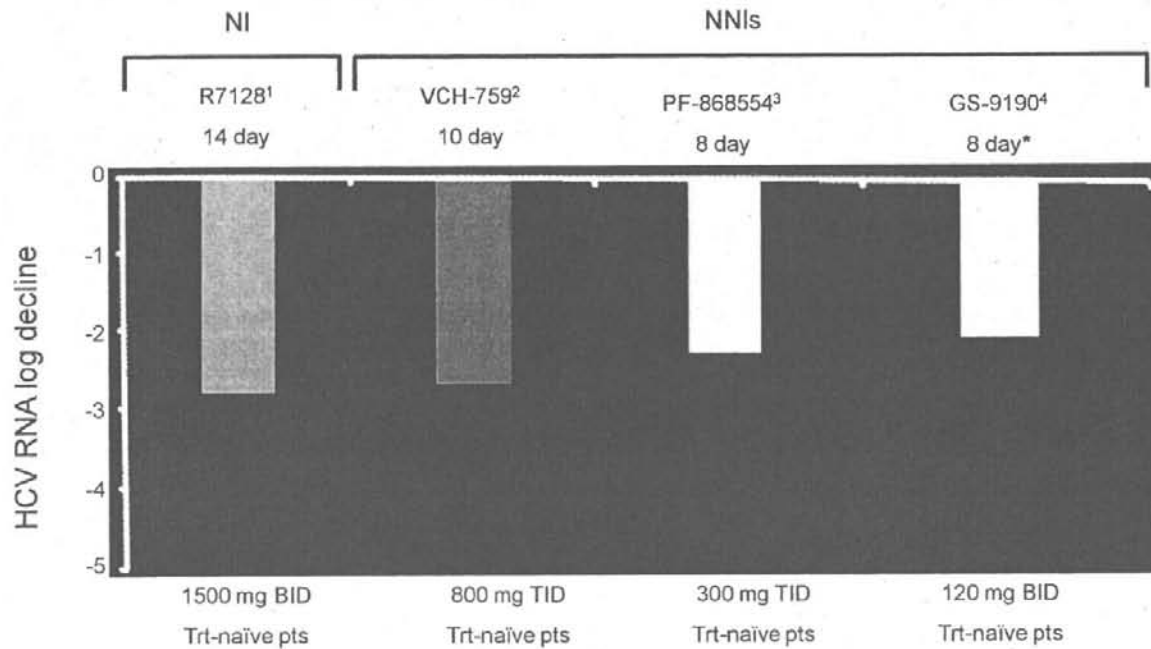 NI
NNIs
R7128¹
VCH-759²
PF-868554³
GS-9190⁴
14 day
10 day
8 day
8 day*
HCV RNA log decline
0
-1
-2
-3
-4
-5
1500 mg BID
800 mg TID
300 mg TID
120 mg BID
Trt-naïve pts
Trt-naïve pts
Trt-naïve pts
Trt-naïve pts